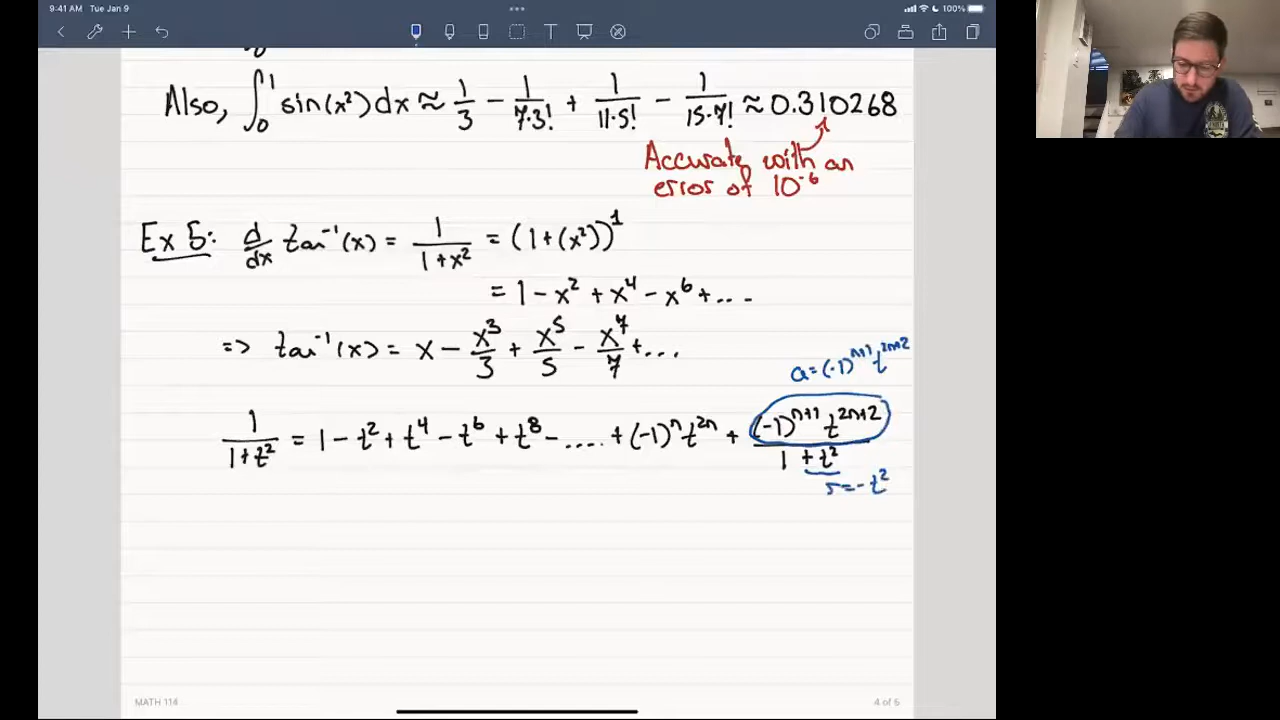 9:41 AM Tue Jan 9
100%
Also, ∫₀¹ sin(x²) dx ≈ 1/3 − 1/(7·3!) + 1/(11·5!) − 1/(15·7!) ≈ 0.310268
Accurate with an
error of 10⁻⁶
Ex 5: d/dx tan⁻¹(x) = 1/(1+x²) = (1+(x²))¹
= 1 − x² + x⁴ − x⁶ + ....
=> tan⁻¹(x) = x − x³/3 + x⁵/5 − x⁷/7 + ...
a = (-1)ⁿ⁺¹ t²ⁿ⁺²
1/(1+t²) = 1 − t² + t⁴ − t⁶ + t⁸ − ..... + (-1)ⁿ t²ⁿ + (-1)ⁿ⁺¹ t²ⁿ⁺²/(1+t²)
r = -t²
MATH 114
4 of 5